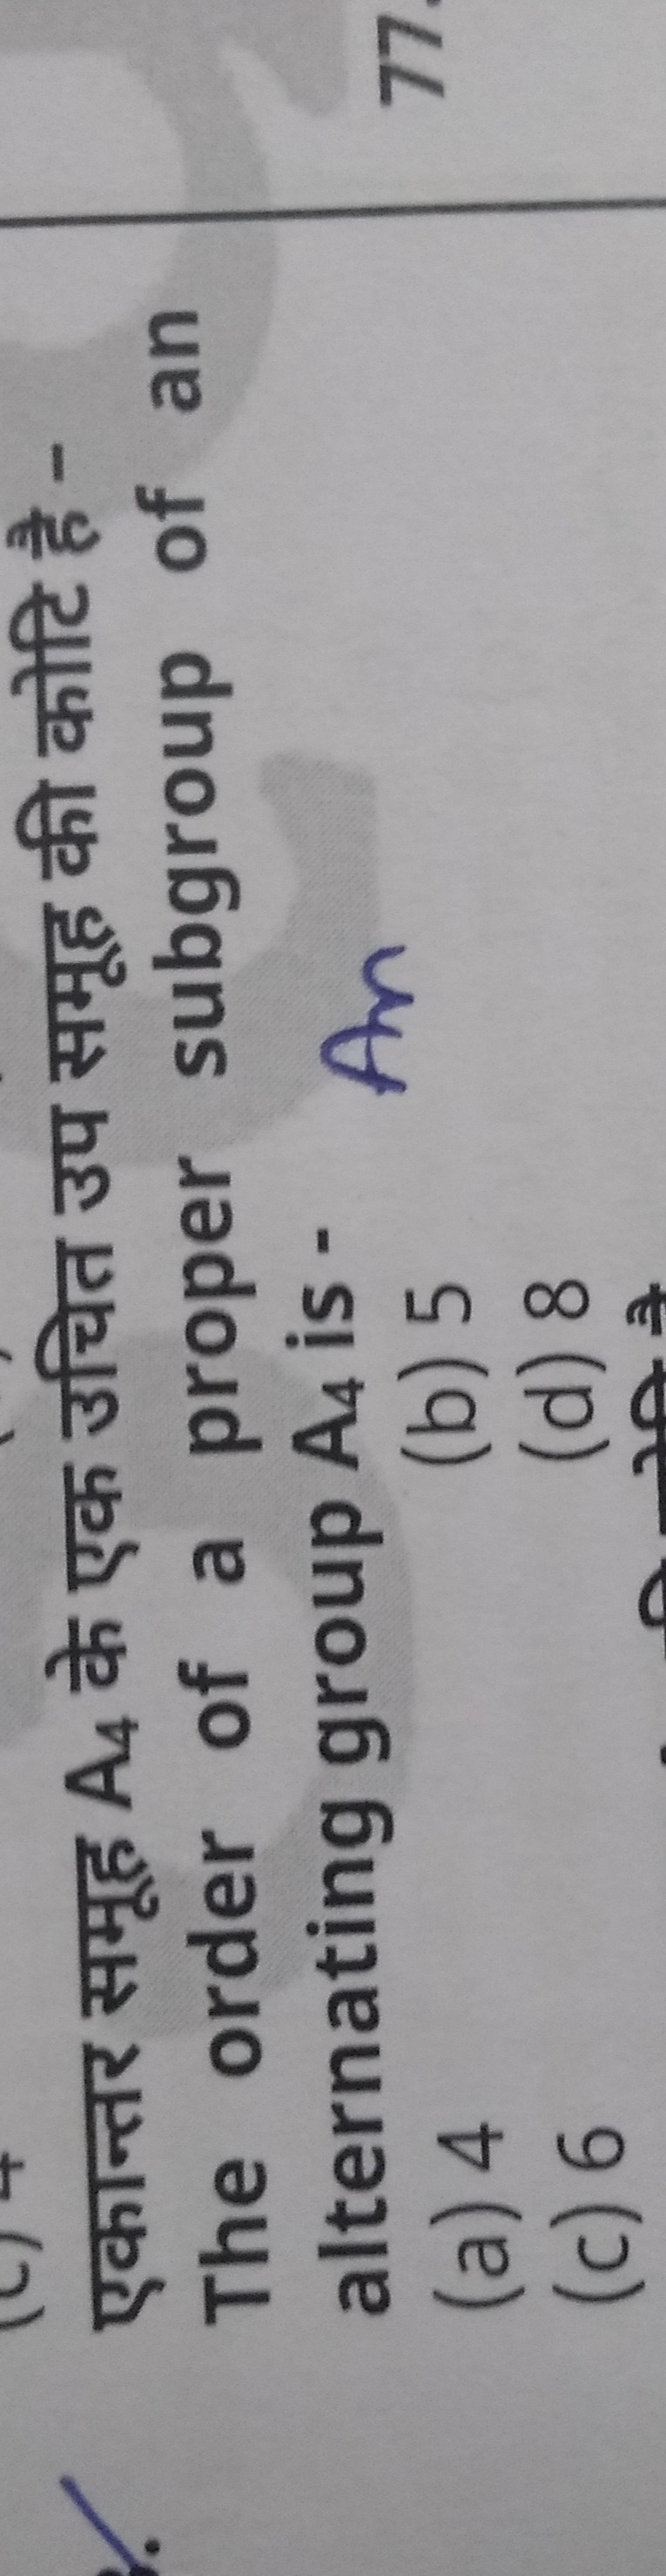 एकान्तर समूह A₄ के एक उचित उप समूह की कोटि है -
The order of a proper subgroup of an
alternating group A₄ is -
An
(a) 4 (b) 5
(c) 6 (d) 8
77.